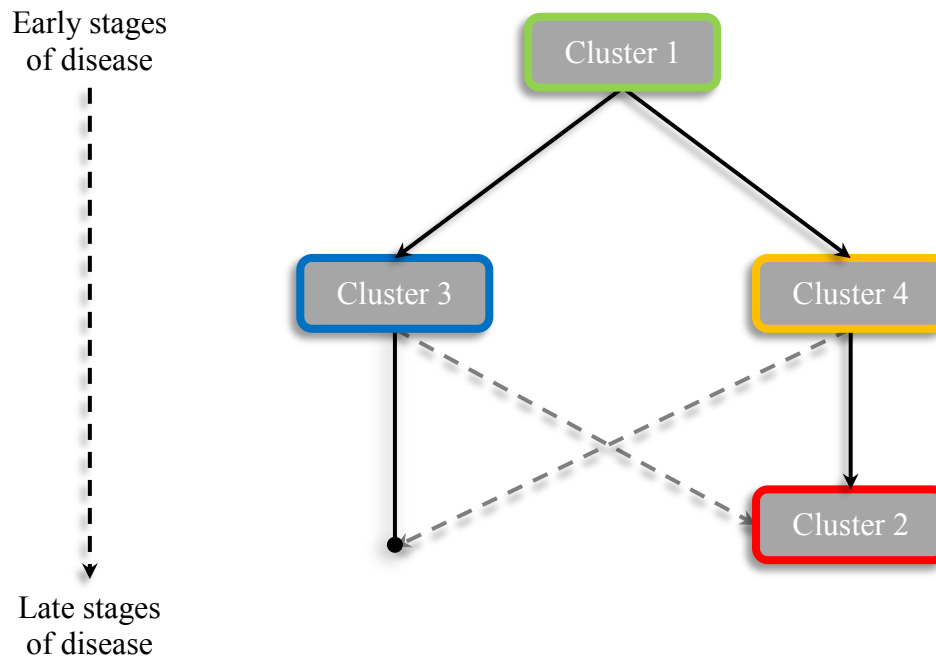 Early stages
of disease
Cluster 1
Cluster 3
Cluster 4
Cluster 2
Late stages
of disease